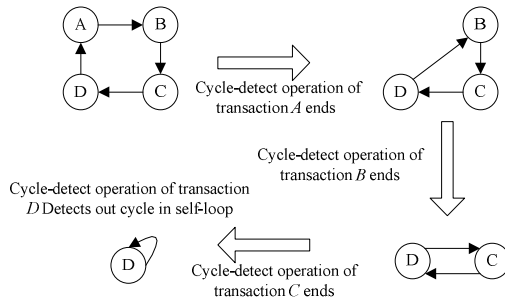 A
B
D
C
Cycle-detect operation of
transaction A ends
B
D
C
Cycle-detect operation of
transaction B ends
D
C
Cycle-detect operation of
transaction C ends
Cycle-detect operation of transaction
D Detects out cycle in self-loop
D